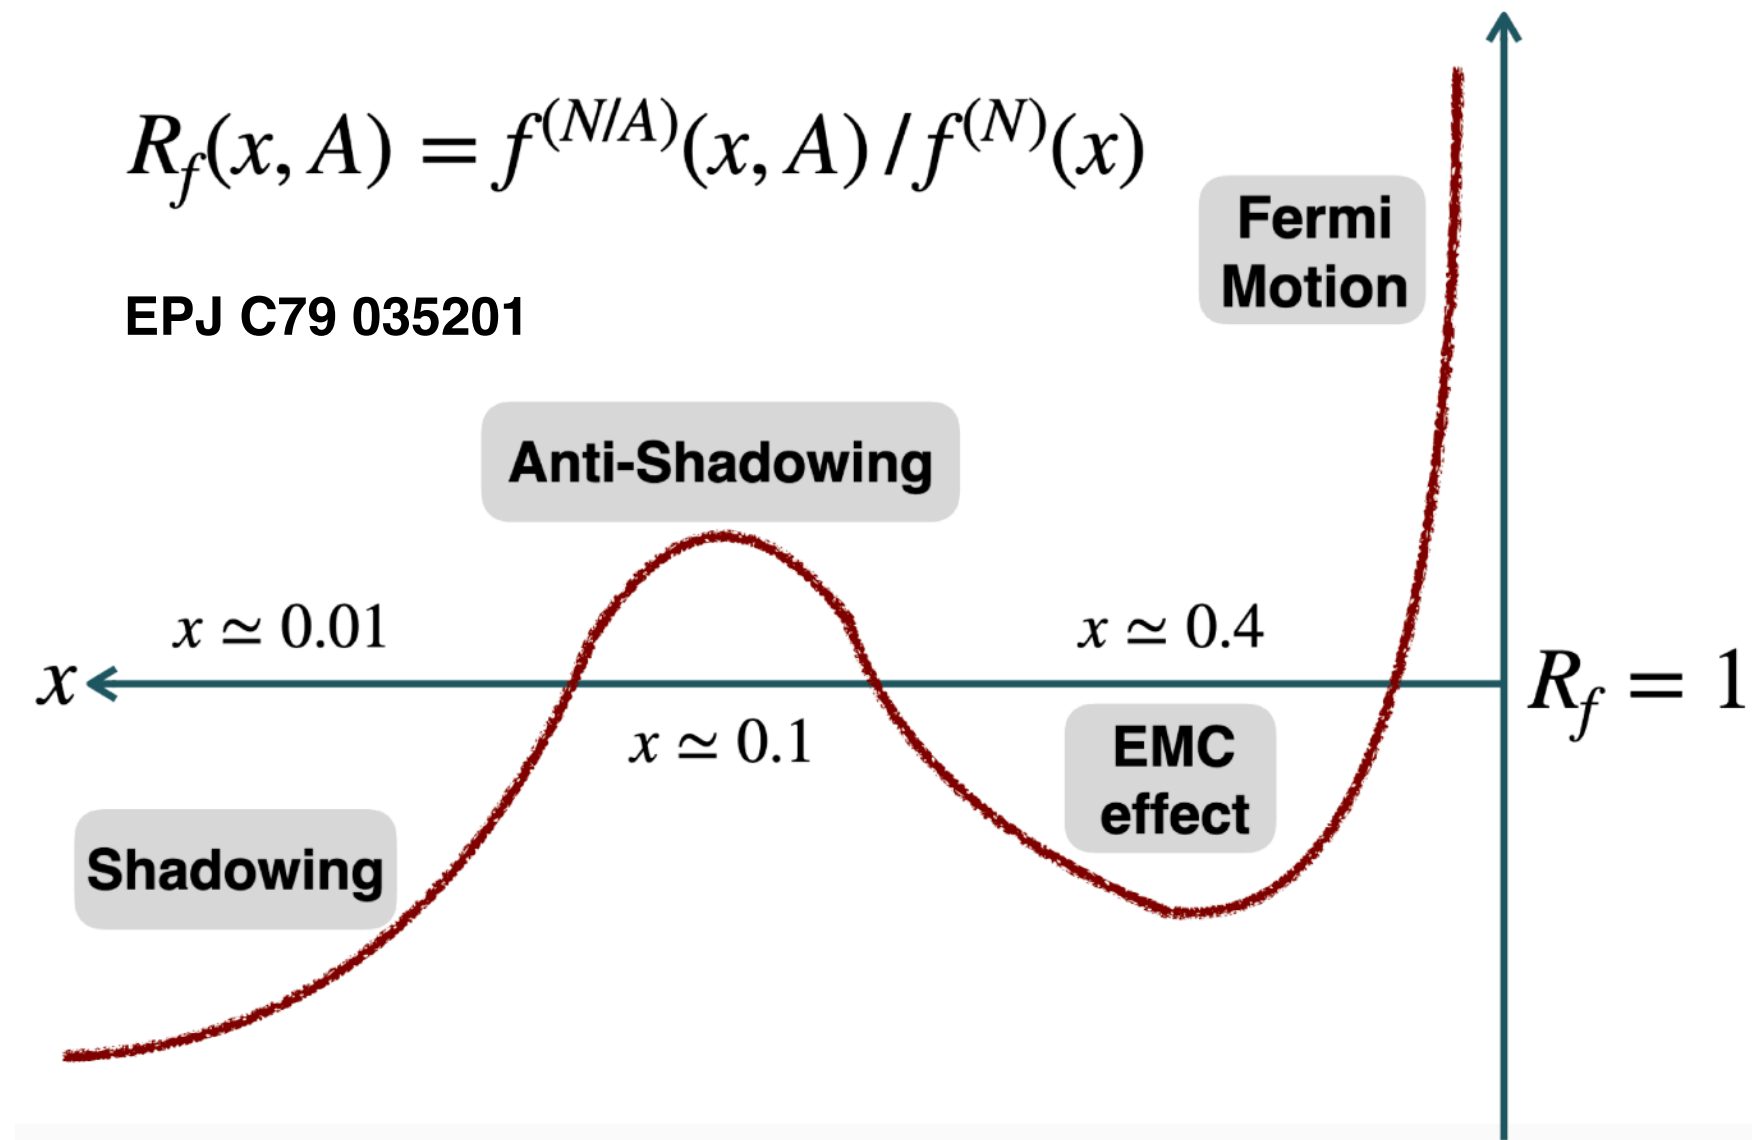 R_f(x, A) = f^(N/A)(x, A)/f^(N)(x)
EPJ C79 035201
Fermi
Motion
Anti-Shadowing
x ≃ 0.01
x ≃ 0.4
x
R_f = 1
x ≃ 0.1
EMC
effect
Shadowing